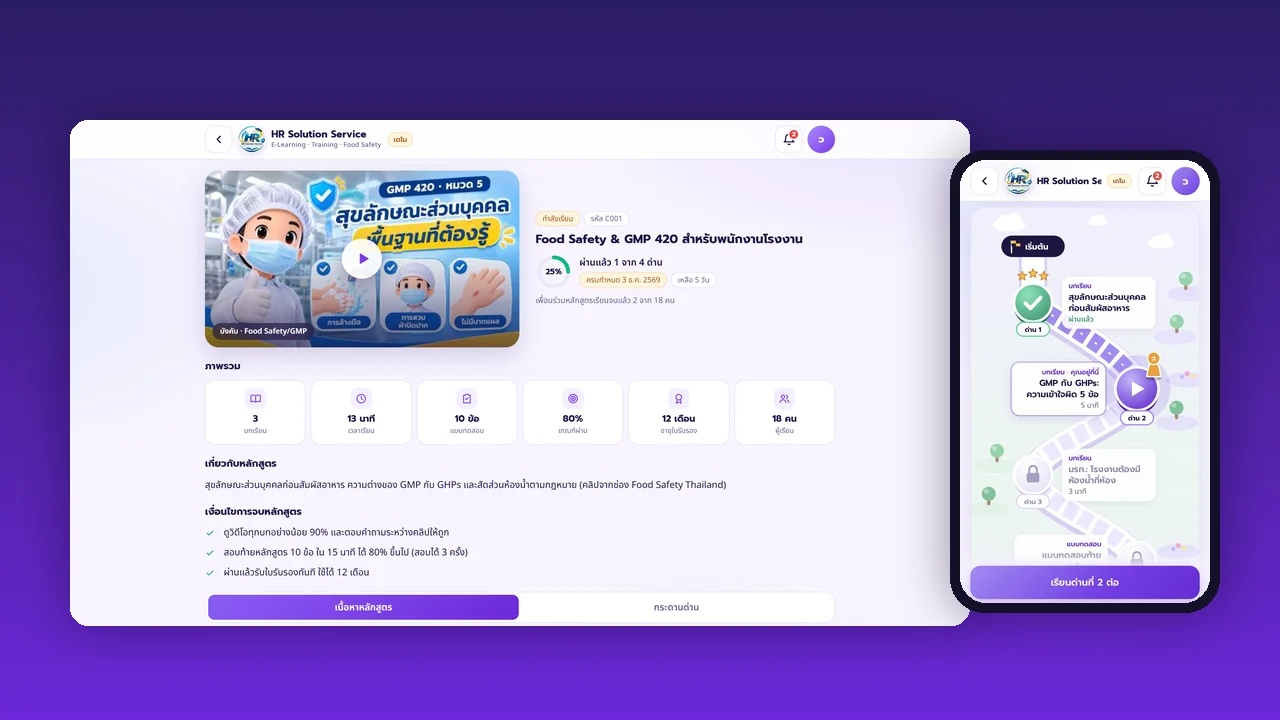 HR Solution Service
E-Learning · Training · Food Safety
เดโม
2
ว
GMP 420 · หมวด 5
สุขลักษณะส่วนบุคคล
พื้นฐานที่ต้องรู้
การล้างมือ
การสวม
ผ้าปิดปาก
ไม่มีบาดแผล
บังคับ · Food Safety/GMP
กำลังเรียน
รหัส C001
Food Safety & GMP 420 สำหรับพนักงานโรงงาน
25%
ผ่านแล้ว 1 จาก 4 ด่าน
ครบกำหนด 3 ธ.ค. 2569
เหลือ 5 วัน
เพื่อนร่วมหลักสูตรเรียนจบแล้ว 2 จาก 18 คน
ภาพรวม
3
บทเรียน
13 นาที
เวลาเรียน
10 ข้อ
แบบทดสอบ
80%
เกณฑ์ผ่าน
12 เดือน
อายุใบรับรอง
18 คน
ผู้เรียน
เกี่ยวกับหลักสูตร
สุขลักษณะส่วนบุคคลก่อนสัมผัสอาหาร ความต่างของ GMP กับ GHPs และสัดส่วนห้องน้ำตามกฎหมาย (คลิปจากช่อง Food Safety Thailand)
เงื่อนไขการจบหลักสูตร
ดูวิดีโอทุกบทอย่างน้อย 90% และตอบคำถามระหว่างคลิปให้ถูก
สอบท้ายหลักสูตร 10 ข้อ ใน 15 นาที ได้ 80% ขึ้นไป (สอบได้ 3 ครั้ง)
ผ่านแล้วรับใบรับรองทันที ใช้ได้ 12 เดือน
เนื้อหาหลักสูตร
กระดานด่าน
HR Solution Se
เดโม
2
ว
เริ่มต้น
บทเรียน
สุขลักษณะส่วนบุคคล
ก่อนสัมผัสอาหาร
ผ่านแล้ว
ด่าน 1
ว
บทเรียน · คุณอยู่ที่นี่
GMP กับ GHPs:
ความเข้าใจผิด 5 ข้อ
5 นาที
ด่าน 2
บทเรียน
มรท.: โรงงานต้องมี
ห้องน้ำกี่ห้อง
3 นาที
ด่าน 3
แบบทดสอบ
แบบทดสอบท้าย
เรียนด่านที่ 2 ต่อ